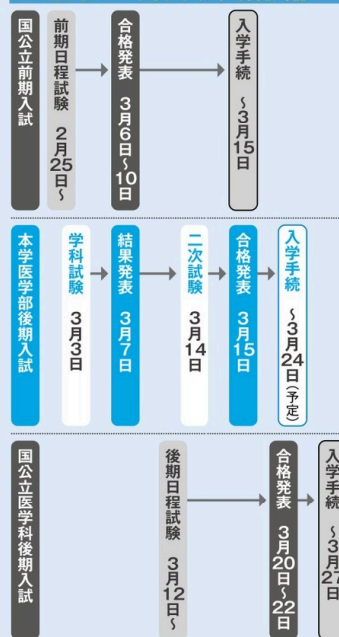 国公立前期入試
前期日程試験 2月25日~
合格発表 3月6日~10日
入学手続 ~3月15日
本学医学部後期入試
学科試験 3月3日
結果発表 3月7日
二次試験 3月14日
合格発表 3月15日
入学手続 ~3月24日(予定)
国公立医学科後期入試
後期日程試験 3月12日~
合格発表 3月20日~22日
入学手続 ~3月27日